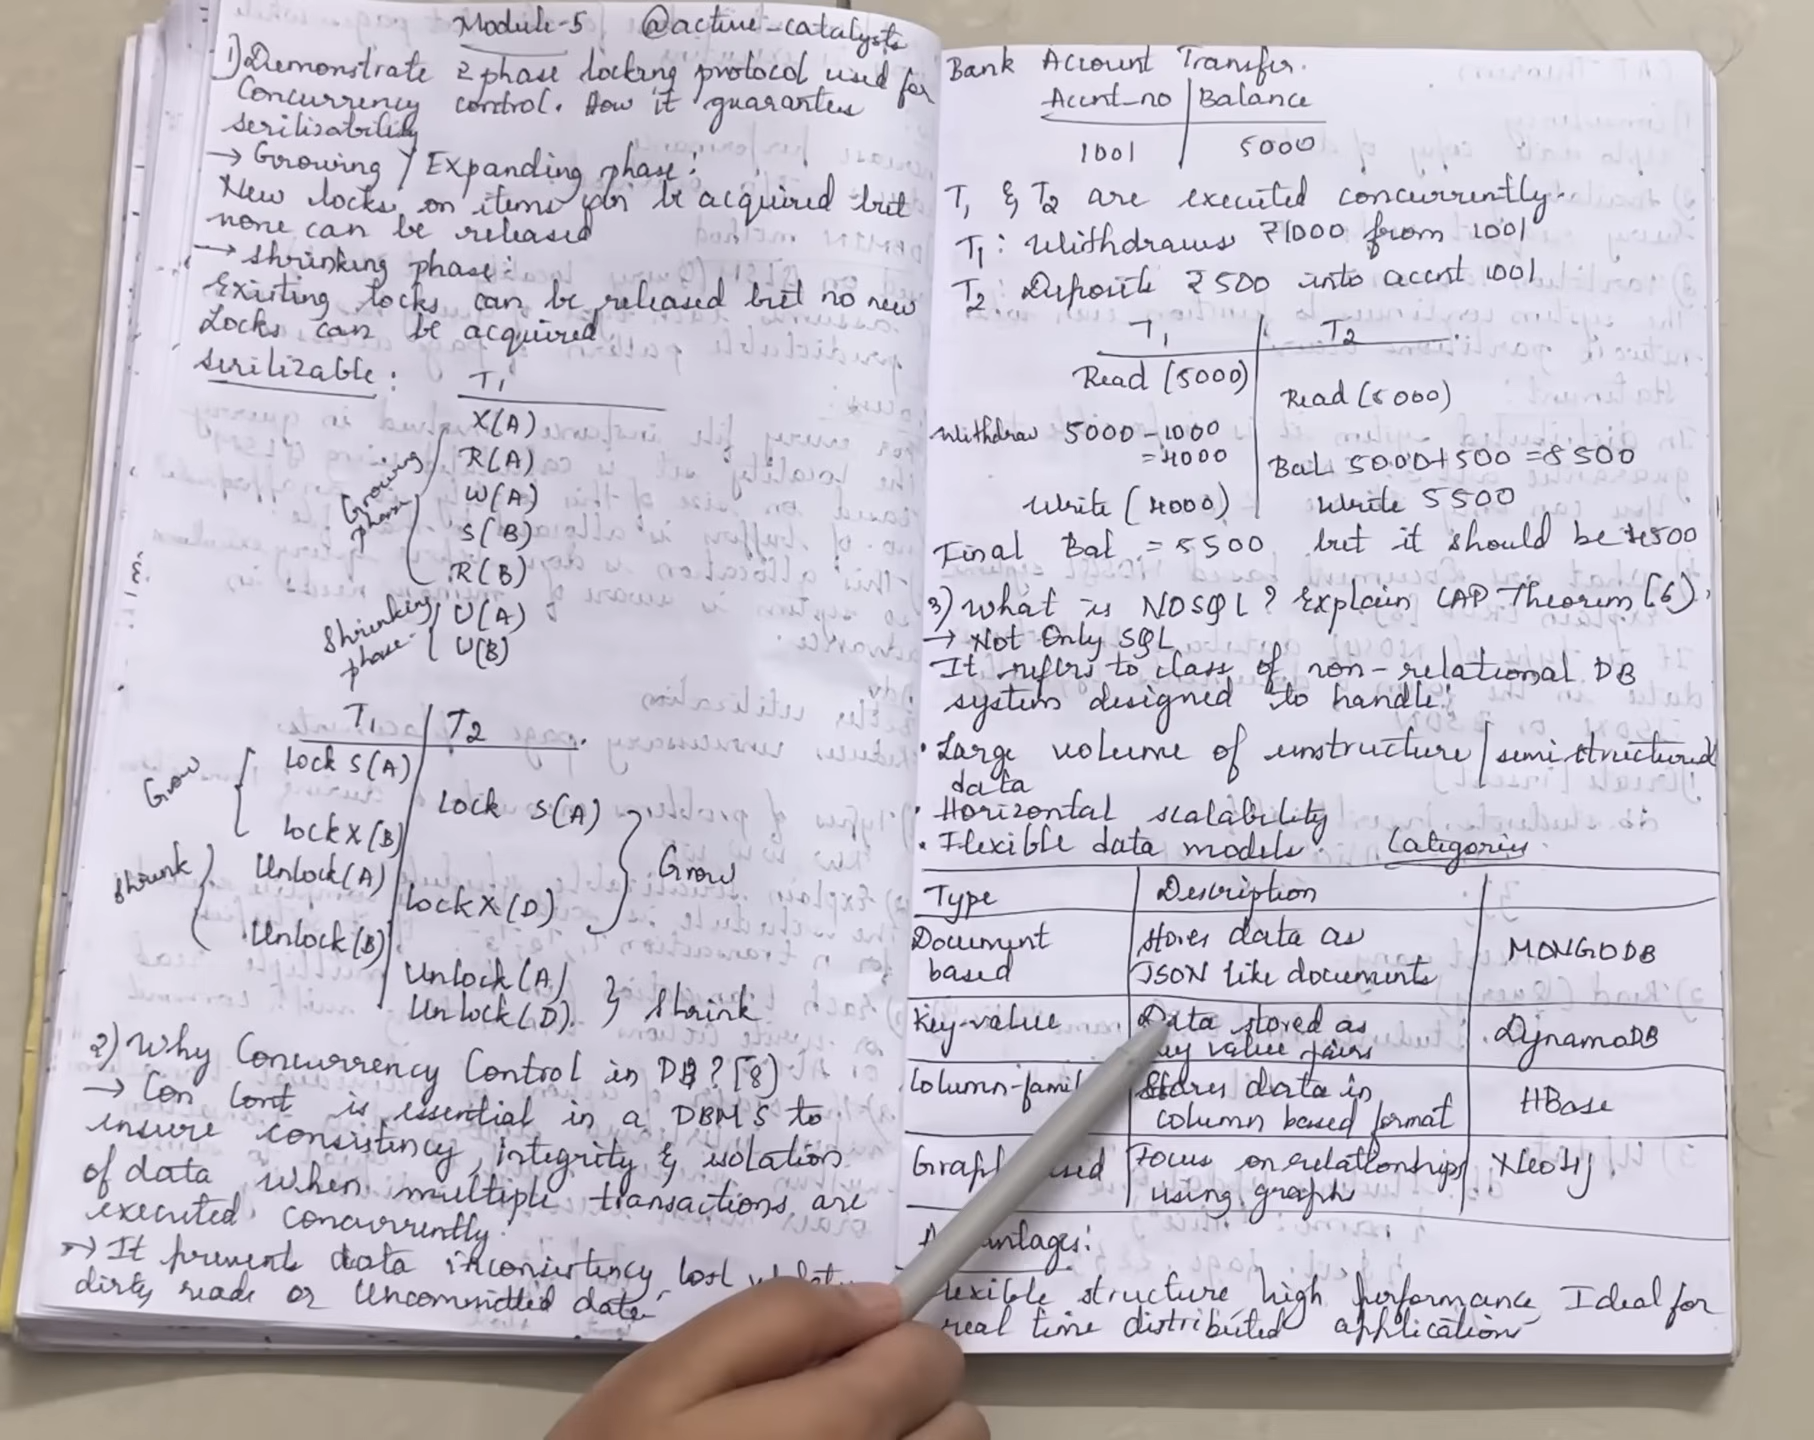 Module-5 @active-catalysts
1) Demonstrate 2 phase locking protocol used for
Concurrency control. How it guarantees
serilizability
→ Growing / Expanding phase:
New locks on items can be acquired but
none can be released
→ shrinking phase:
Existing locks can be released but no new
Locks can be acquired
serilizable: T1
X(A)
R(A)
W(A)
Growing
phase
S(B)
R(B)
Shrinking
phase
U(A)
U(B)
T1 T2
Grow
Lock S(A)
Lock S(A)
Lock X(B)
Shrink
Unlock(A)
Grow
Lock X(D)
Unlock(B)
Unlock(A)
Unlock(D)
Shrink
2) Why Concurrency Control in DB? [8]
→ Con Cont is essential in a DBMS to
ensure consistency, integrity & isolation
of data when multiple transactions are
executed concurrently.
→ It prevents data inconsistency, lost
dirty reads or Uncommitted data
Bank Account Transfer.
Accnt_no Balance
1001 5000
T1 & T2 are executed concurrently.
T1: Withdraws ₹1000 from 1001
T2 Deposits ₹500 into accnt 1001
T1 T2
Read (5000)
Read (5000)
Withdraw 5000-1000
=4000
Bal 5000+500 =5500
Write (4000) Write 5500
Final Bal = 5500 but it should be 4500
3) What is NOSQL? Explain CAP Theorem [6]
→ Not Only SQL
It refers to class of non-relational DB
system designed to handle:
• Large volume of unstructure / semi structured
data
• Horizontal scalability
• Flexible data models. Categories
Type Description
Document
based
stores data as
JSON like documents
MONGODB
Key-value
Data stored as
value pairs
DynamoDB
Column-
Stores data in
column based format
HBase
Graph
Focus on relationships
using graphs
Neo4j
Flexible structure, high performance, Ideal for
real time distributed application